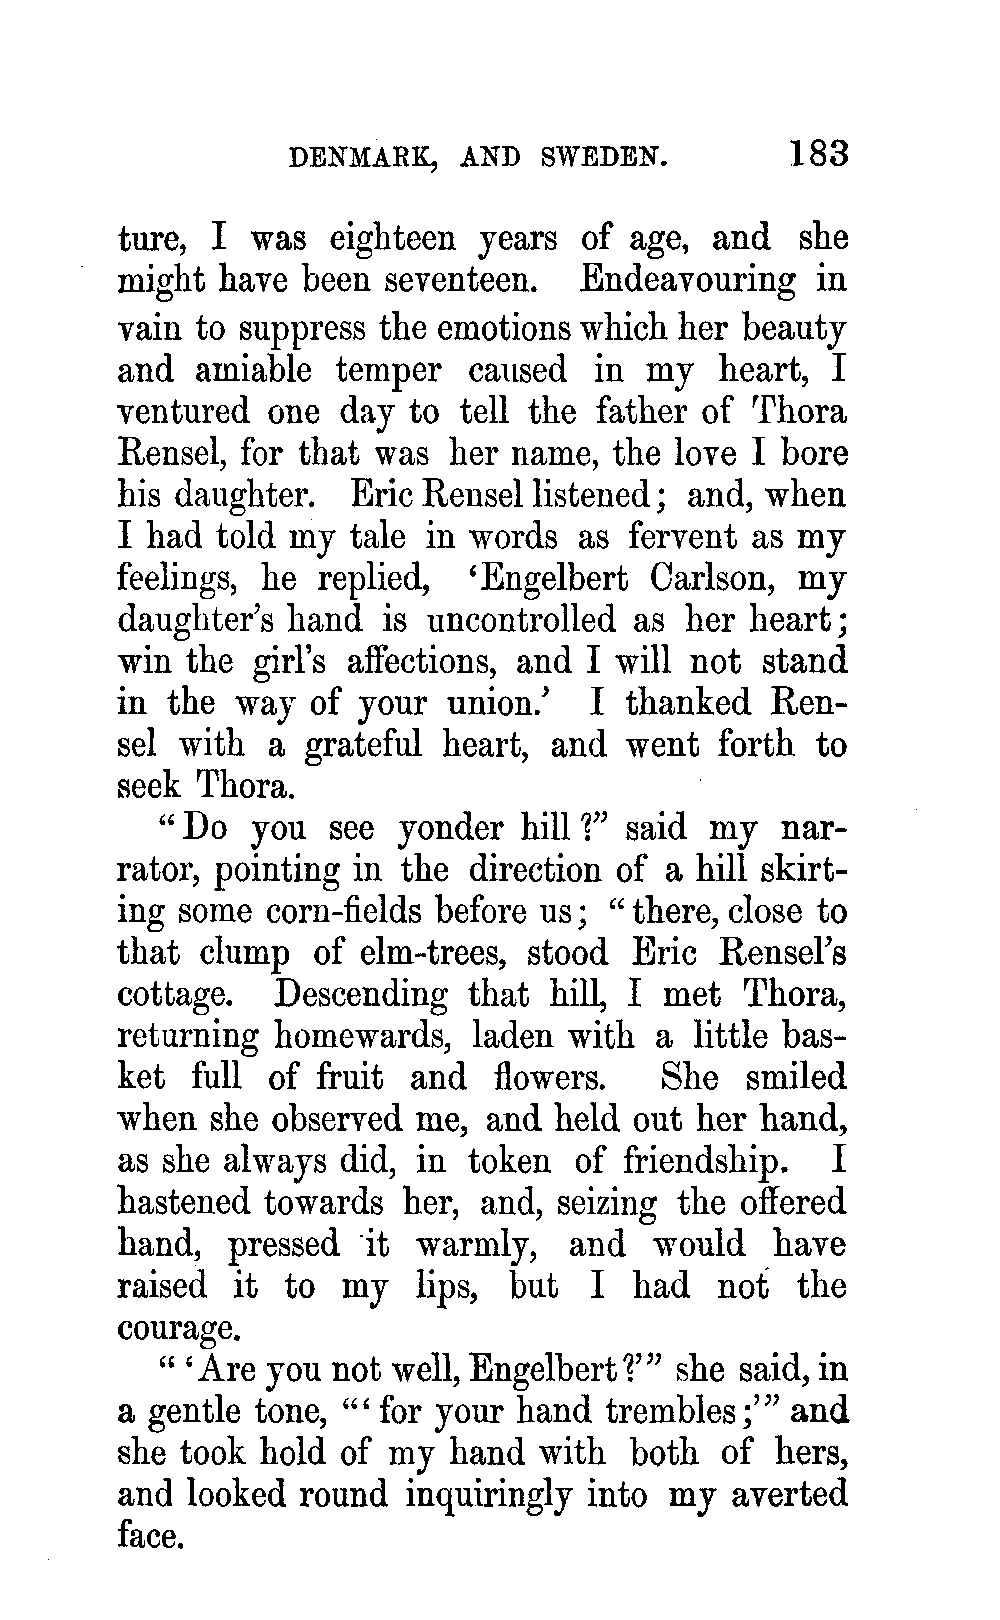 DENMARK, AND SWEDEN. 183
ture, I was eighteen years of age, and she
might have been seventeen. Endeavouring in
vain to suppress the emotions which her beauty
and amiable temper caused in my heart, I
ventured one day to tell the father of Thora
Rensel, for that was her name, the love I bore
his daughter. Eric Rensel listened; and, when
I had told my tale in words as fervent as my
feelings, he replied, ‘Engelbert Carlson, my
daughter’s hand is uncontrolled as her heart;
win the girl’s affections, and I will not stand
in the way of your union.’ I thanked Ren-
sel with a grateful heart, and went forth to
seek Thora.
“Do you see yonder hill?” said my nar-
rator, pointing in the direction of a hill skirt-
ing some corn-fields before us; “there, close to
that clump of elm-trees, stood Eric Rensel’s
cottage. Descending that hill, I met Thora,
returning homewards, laden with a little bas-
ket full of fruit and flowers. She smiled
when she observed me, and held out her hand,
as she always did, in token of friendship. I
hastened towards her, and, seizing the offered
hand, pressed it warmly, and would have
raised it to my lips, but I had not the
courage.
“‘Are you not well, Engelbert?’” she said, in
a gentle tone, “‘for your hand trembles;’” and
she took hold of my hand with both of hers,
and looked round inquiringly into my averted
face.